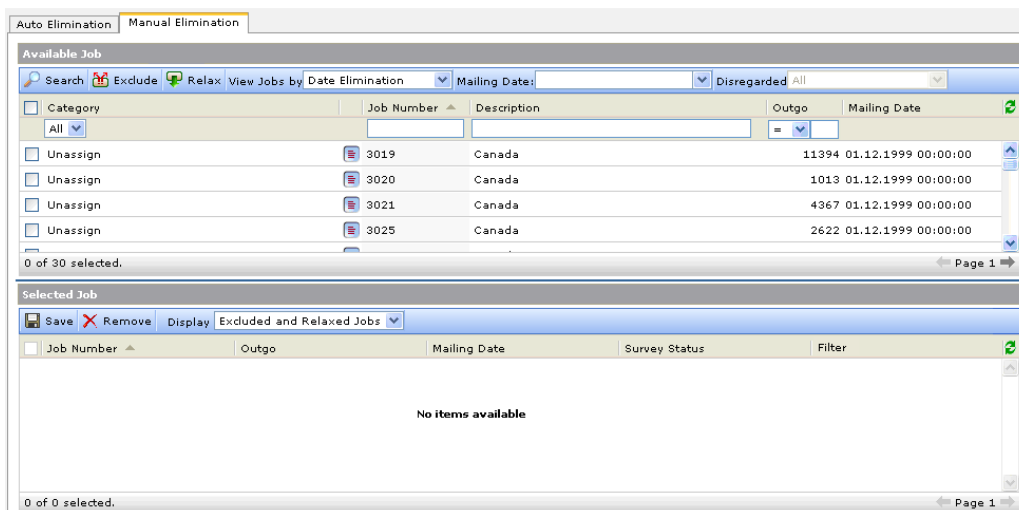 Auto Elimination Manual Elimination
Available Job
Search Exclude Relax View Jobs by Date Elimination Mailing Date: Disregarded All
Category Job Number Description Outgo Mailing Date
All =
Unassign 3019 Canada 11394 01.12.1999 00:00:00
Unassign 3020 Canada 1013 01.12.1999 00:00:00
Unassign 3021 Canada 4367 01.12.1999 00:00:00
Unassign 3025 Canada 2622 01.12.1999 00:00:00
0 of 30 selected. Page 1
Selected Job
Save Remove Display Excluded and Relaxed Jobs
Job Number Outgo Mailing Date Survey Status Filter
No items available
0 of 0 selected. Page 1